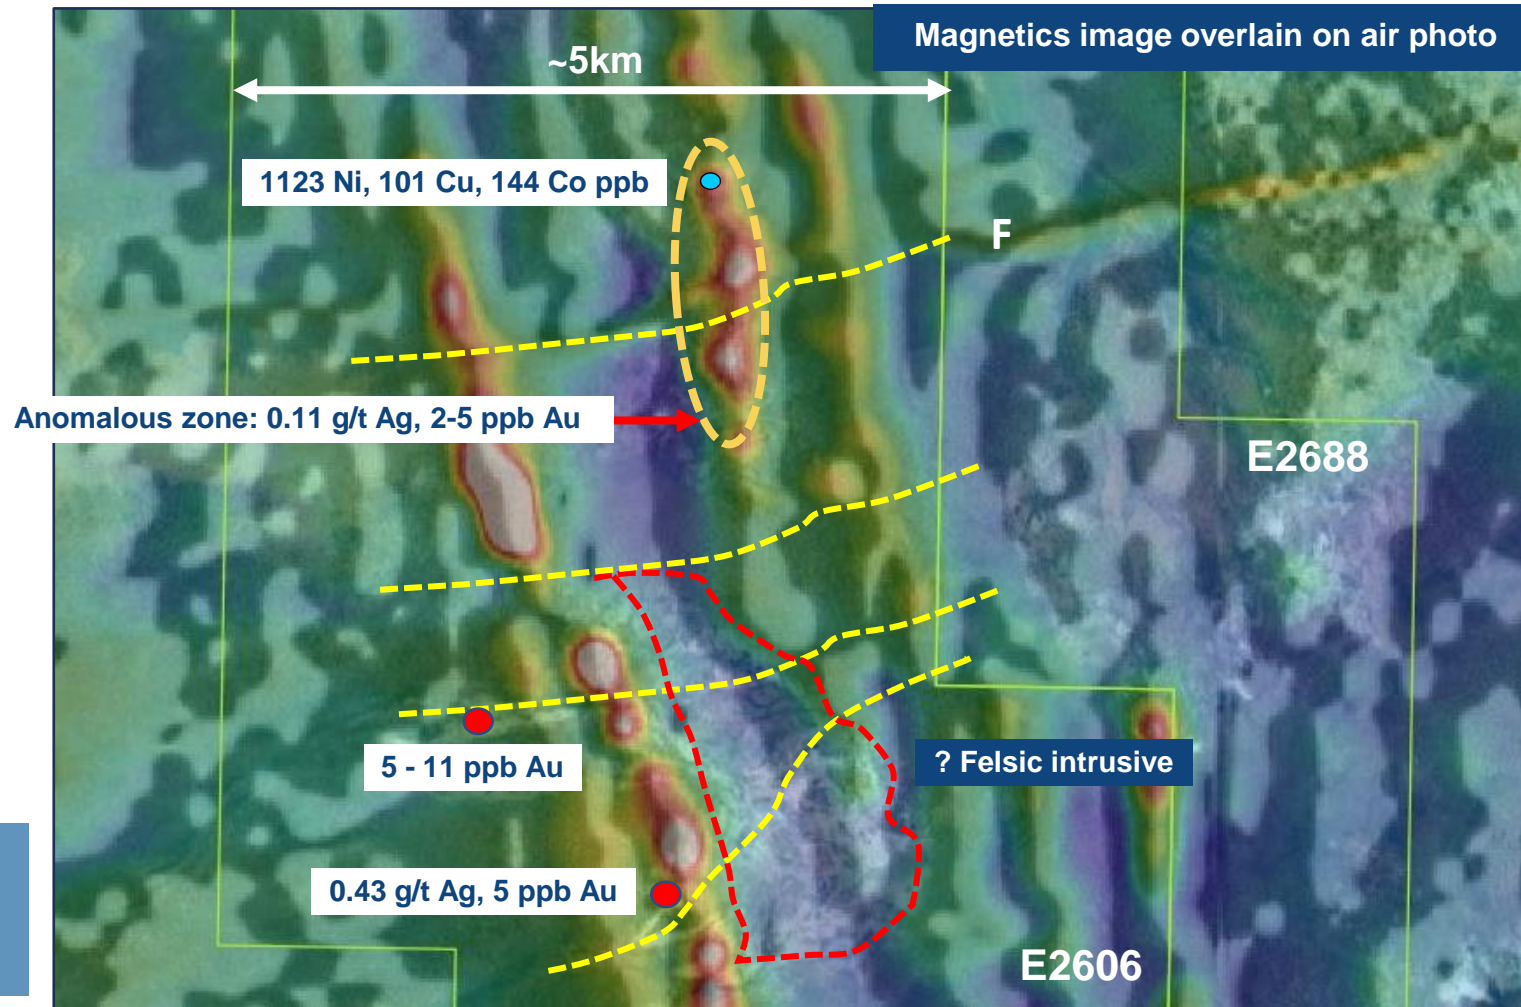 Magnetics image overlain on air photo
~5km
1123 Ni, 101 Cu, 144 Co ppb
F
Anomalous zone: 0.11 g/t Ag, 2-5 ppb Au
E2688
5 - 11 ppb Au
? Felsic intrusive
0.43 g/t Ag, 5 ppb Au
E2606